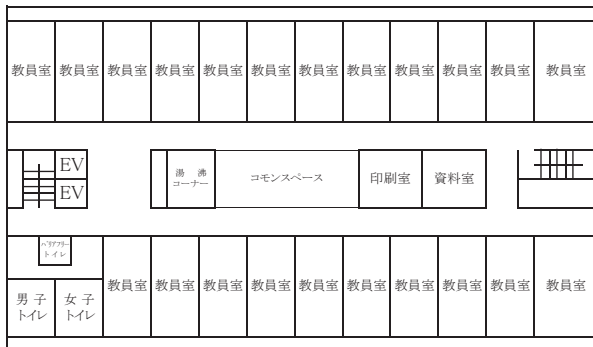 教員室 教員室 教員室 教員室 教員室 教員室 教員室 教員室 教員室 教員室 教員室 教員室
EV
EV
湯 沸
コーナー
コモンスペース
印刷室
資料室
バリアフリー
トイレ
男子
トイレ
女子
トイレ
教員室 教員室 教員室 教員室 教員室 教員室 教員室 教員室 教員室 教員室